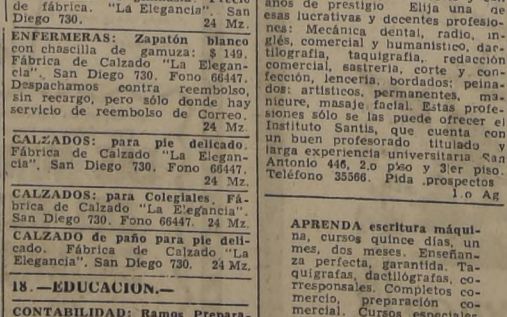 de fábrica. "La Elegancia". San
Diego 730. 24 Mz.
ENFERMERAS: Zapatón blanco
con chascilla de gamuza: $ 149.
Fábrica de Calzado "La Elegan-
cia". San Diego 730. Fono 66447.
Despachamos contra reembolso,
sin recargo, pero sólo donde hay
servicio de reembolso de Correo.
24 Mz.
CALZADOS: para pie delicado.
Fábrica de Calzado "La Elegan-
cia". San Diego 730. Fono 66447.
24 Mz.
CALZADOS: para Colegiales. Fá-
brica de Calzado "La Elegancia".
San Diego 730. Fono 66447. 24 Mz.
CALZADO de paño para pie deli-
cado. Fábrica de Calzado "La
Elegancia". San Diego 730. 24 Mz.
18.—EDUCACION.—
CONTABILIDAD: Ramos Prepara-
años de prestigio Elija una de
esas lucrativas y decentes profesio-
nes: Mecánica dental, radio, in-
glés, comercial y humanístico, dac-
tilografía, taquigrafía, redacción
comercial, sastrería, corte y con-
fección, lencería, bordados; peina-
dos: artísticos, permanentes, ma-
nicure, masaje facial. Estas profe-
siones sólo se las puede ofrecer el
Instituto Santis, que cuenta con
un buen profesorado titulado y
larga experiencia universitaria. San
Antonio 446, 2.o piso y 3|er piso.
Teléfono 35566. Pida prospectos
1.o Ag
APRENDA escritura máqui-
na, cursos quince días, un
mes, dos meses. Enseñan-
za perfecta, garantida. Ta-
quígrafas, dactilógrafas, co-
rresponsales. Completos co-
mercio, preparación co-
mercial. Cursos especiales